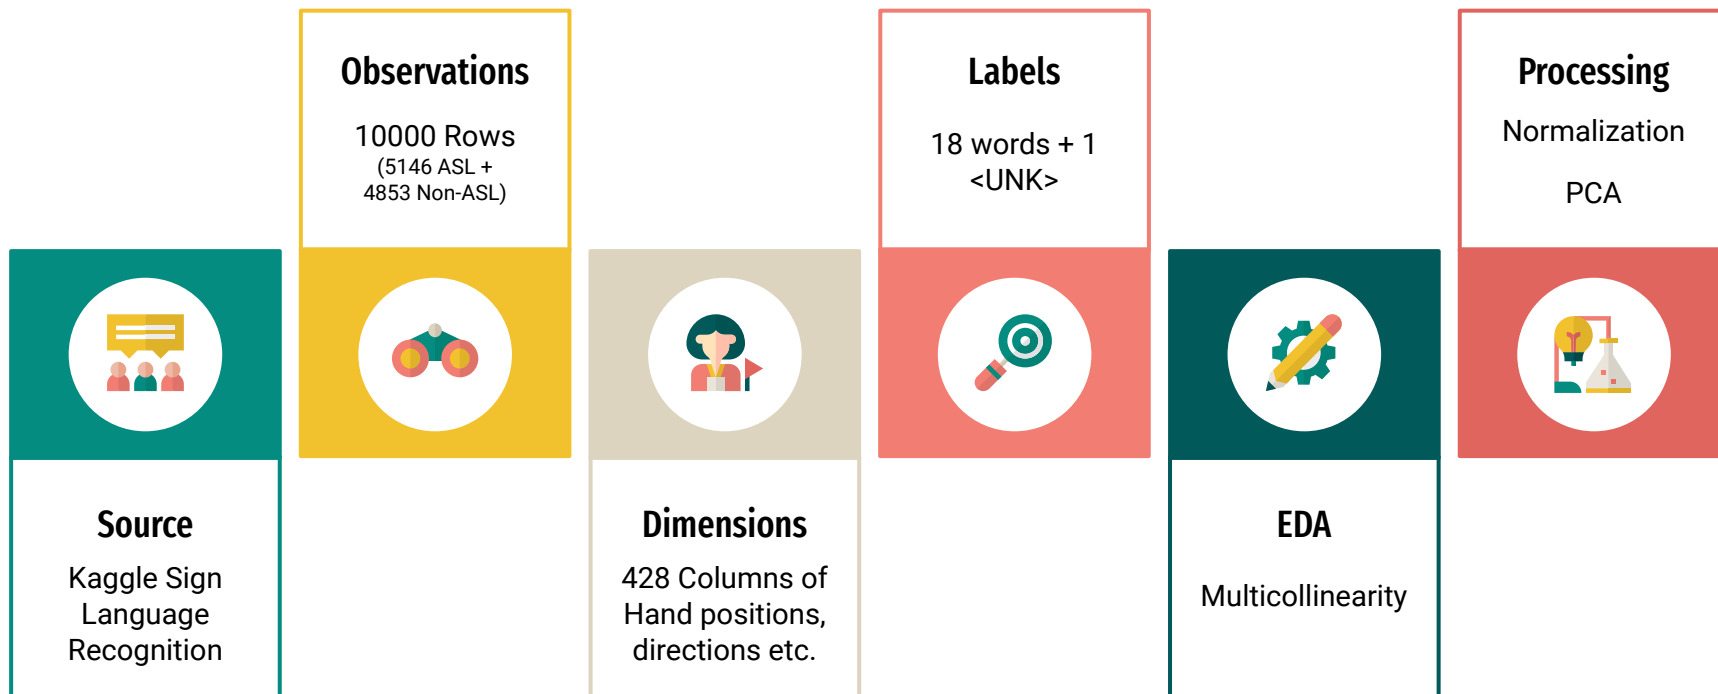 Source
Kaggle Sign
Language
Recognition
Observations
10000 Rows
(5146 ASL +
4853 Non-ASL)
Dimensions
428 Columns of
Hand positions,
directions etc.
Labels
18 words + 1
<UNK>
EDA
Multicollinearity
Processing
Normalization
PCA